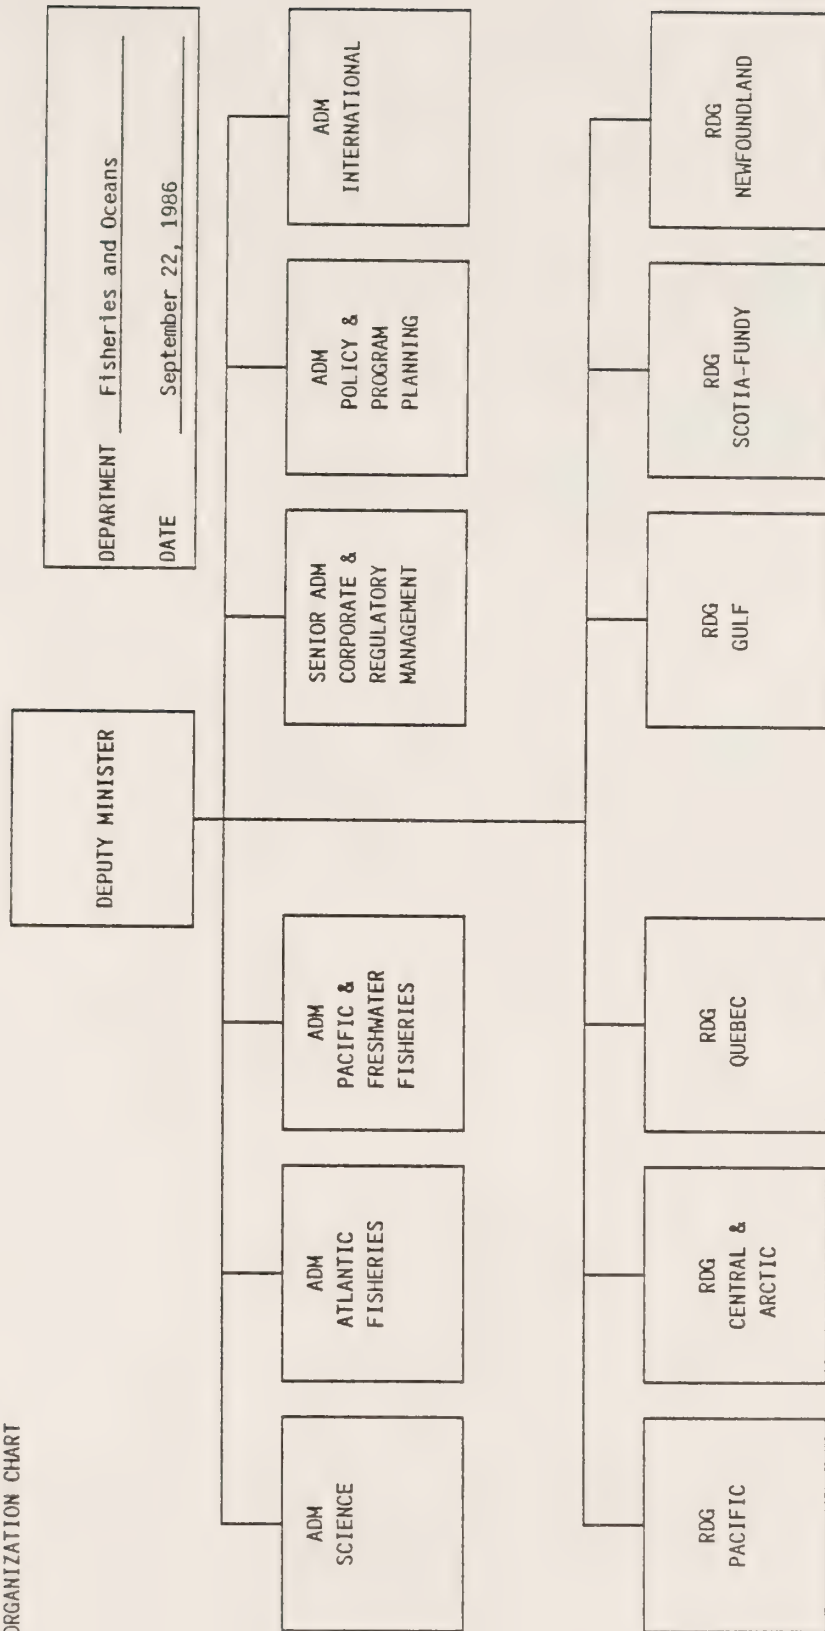 ORGANIZATION CHART
DEPARTMENT Fisheries and Oceans
DATE September 22, 1986
DEPUTY MINISTER
ADM
SCIENCE
ADM
ATLANTIC
FISHERIES
ADM
PACIFIC &
FRESHWATER
FISHERIES
SENIOR ADM
CORPORATE &
REGULATORY
MANAGEMENT
ADM
POLICY &
PROGRAM
PLANNING
ADM
INTERNATIONAL
RDG
PACIFIC
RDG
CENTRAL &
ARCTIC
RDG
QUEBEC
RDG
GULF
RDG
SCOTIA-FUNDY
RDG
NEWFOUNDLAND